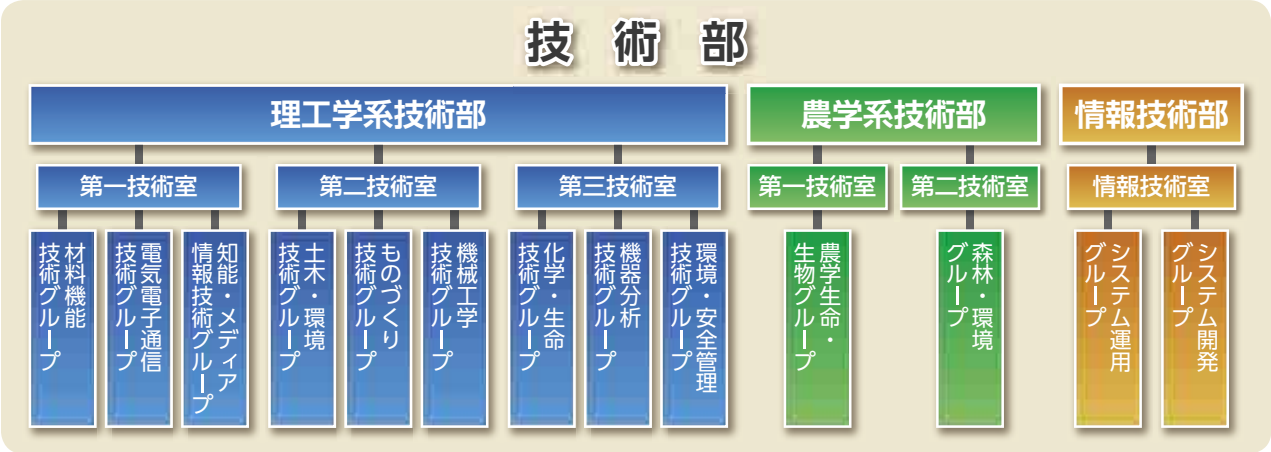 技術部
理工学系技術部
農学系技術部
情報技術部
第一技術室
第二技術室
第三技術室
第一技術室
第二技術室
情報技術室
材料機能
技術グループ
電気電子通信
技術グループ
知能・メディア
情報技術グループ
土木・環境
技術グループ
ものづくり
技術グループ
機械工学
技術グループ
化学・生命
技術グループ
機器分析
技術グループ
環境・安全管理
技術グループ
農学生命・
生物グループ
森林・環境
グループ
システム運用
グループ
システム開発
グループ